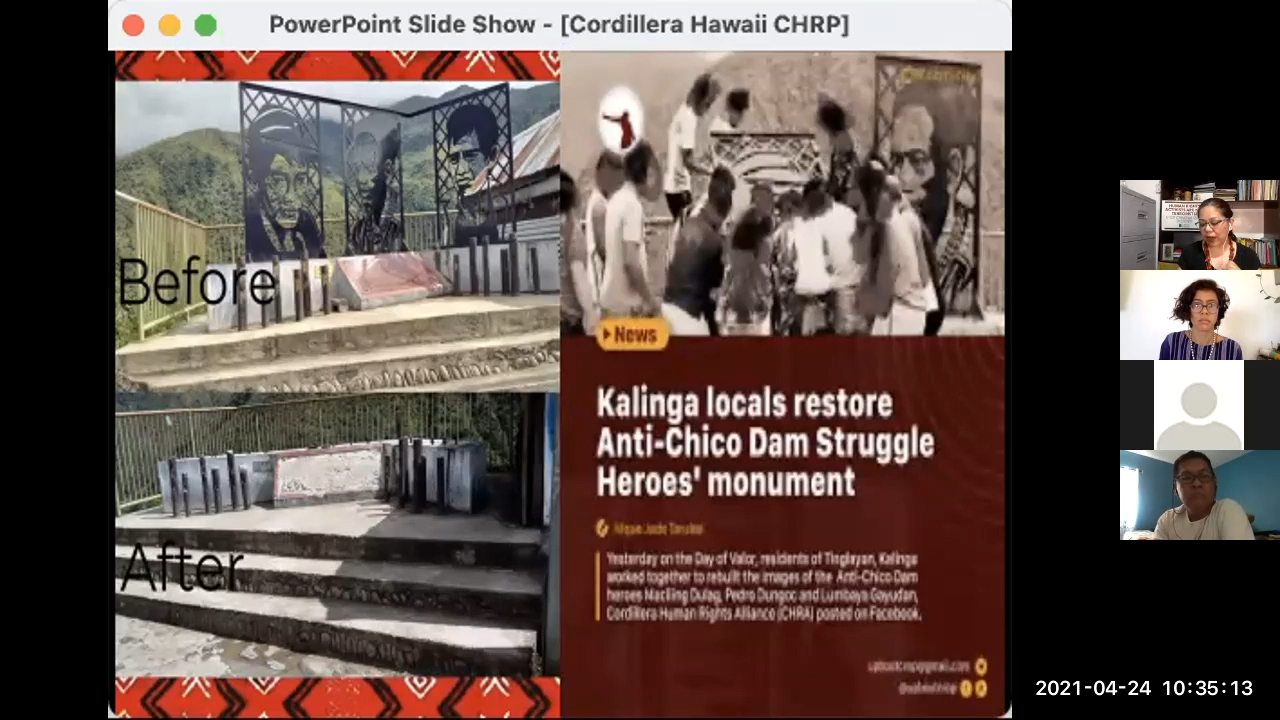 PowerPoint Slide Show - [Cordillera Hawaii CHRP]
Before
After
News
Kalinga locals restore
Anti-Chico Dam Struggle
Heroes' monument
Yesterday on the Day of Valor, residents of Tinglayan, Kalinga
worked together to rebuilt the images of the Anti-Chico Dam
heroes Macliing Dulag, Pedro Dungoc and Lumbaya Gayudan,
Cordillera Human Rights Alliance (CHRA) posted on Facebook.
2021-04-24 10:35:13